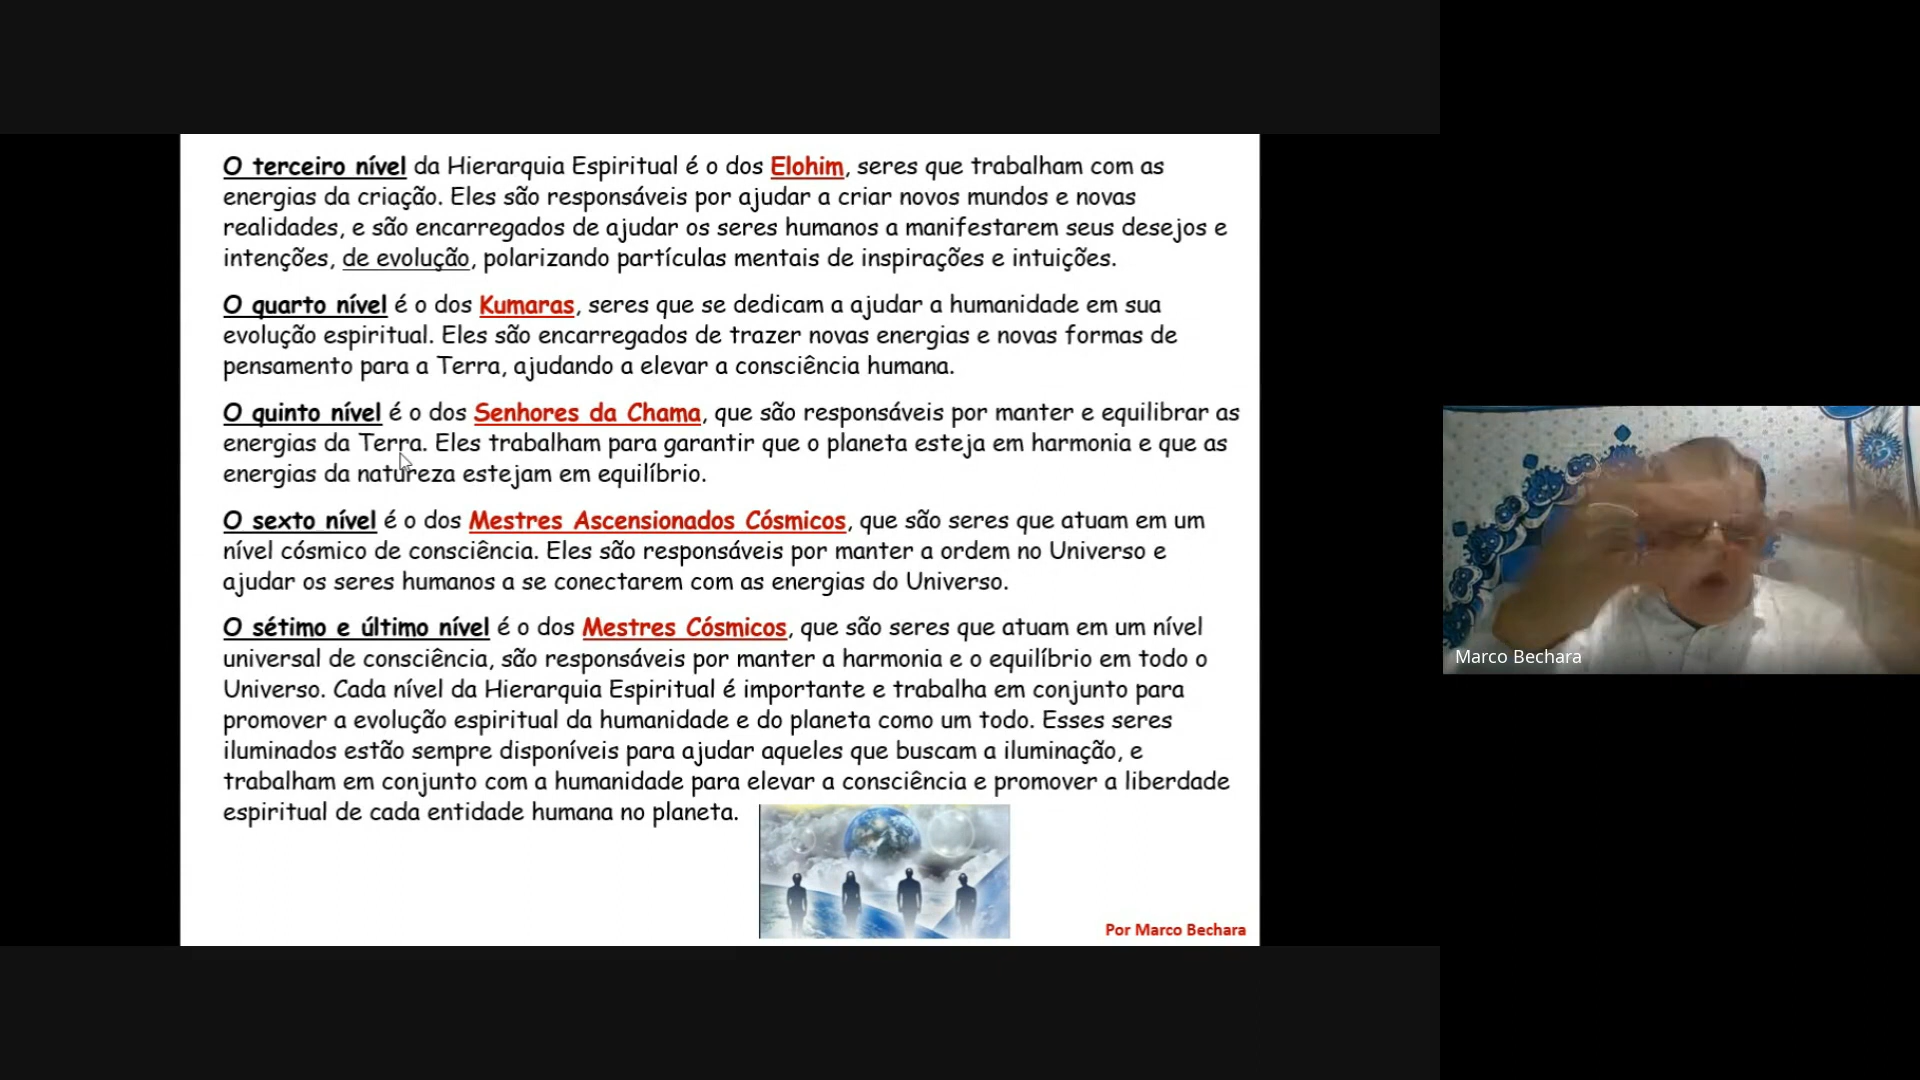 O terceiro nível da Hierarquia Espiritual é o dos Elohim, seres que trabalham com as
energias da criação. Eles são responsáveis por ajudar a criar novos mundos e novas
realidades, e são encarregados de ajudar os seres humanos a manifestarem seus desejos e
intenções, de evolução, polarizando partículas mentais de inspirações e intuições.
O quarto nível é o dos Kumaras, seres que se dedicam a ajudar a humanidade em sua
evolução espiritual. Eles são encarregados de trazer novas energias e novas formas de
pensamento para a Terra, ajudando a elevar a consciência humana.
O quinto nível é o dos Senhores da Chama, que são responsáveis por manter e equilibrar as
energias da Terra. Eles trabalham para garantir que o planeta esteja em harmonia e que as
energias da natureza estejam em equilíbrio.
O sexto nível é o dos Mestres Ascensionados Cósmicos, que são seres que atuam em um
nível cósmico de consciência. Eles são responsáveis por manter a ordem no Universo e
ajudar os seres humanos a se conectarem com as energias do Universo.
O sétimo e último nível é o dos Mestres Cósmicos, que são seres que atuam em um nível
universal de consciência, são responsáveis por manter a harmonia e o equilíbrio em todo o
Universo. Cada nível da Hierarquia Espiritual é importante e trabalha em conjunto para
promover a evolução espiritual da humanidade e do planeta como um todo. Esses seres
iluminados estão sempre disponíveis para ajudar aqueles que buscam a iluminação, e
trabalham em conjunto com a humanidade para elevar a consciência e promover a liberdade
espiritual de cada entidade humana no planeta.
Por Marco Bechara
Marco Bechara